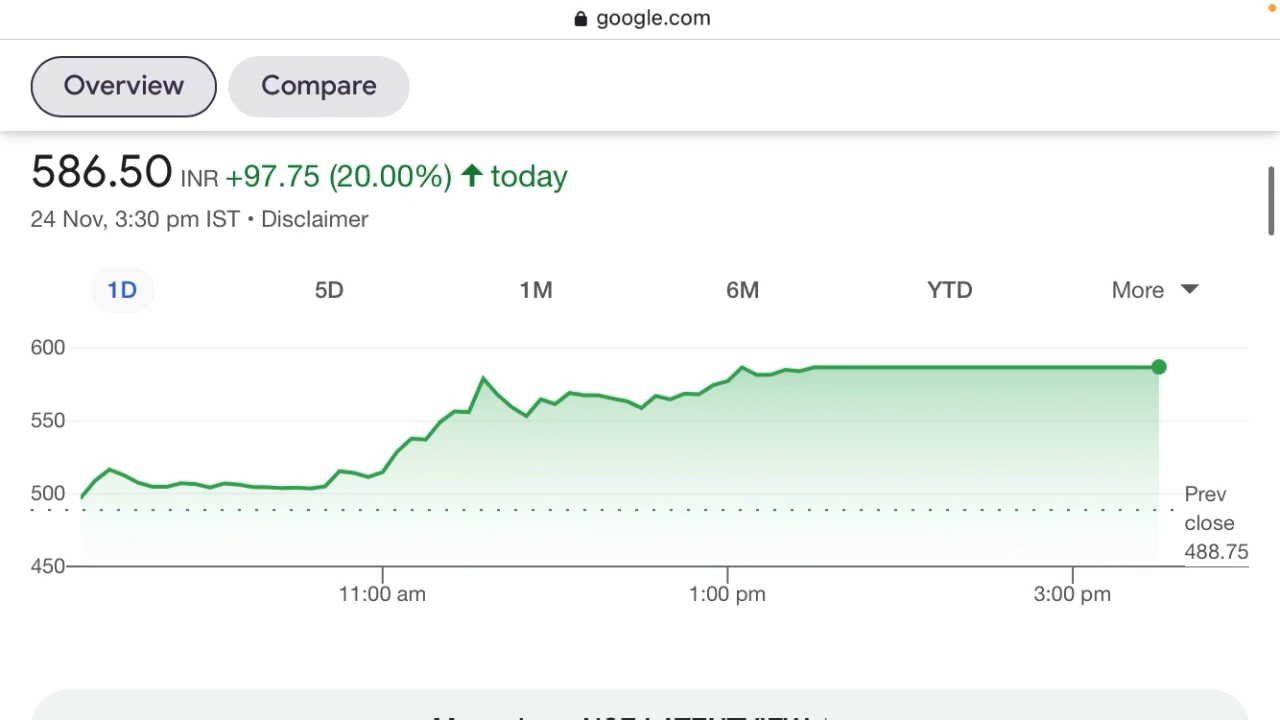 google.com
Overview
Compare
586.50 INR +97.75 (20.00%) ↑ today
24 Nov, 3:30 pm IST • Disclaimer
1D 5D 1M 6M YTD More
600
550
500
450
Prev
close
488.75
11:00 am 1:00 pm 3:00 pm